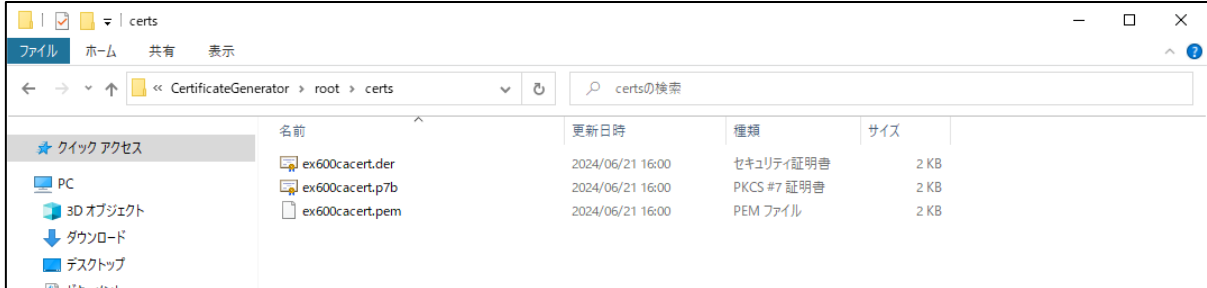 certs
ファイル ホーム 共有 表示
« CertificateGenerator › root › certs certsの検索
名前 更新日時 種類 サイズ
クイック アクセス
ex600cacert.der 2024/06/21 16:00 セキュリティ証明書 2 KB
PC ex600cacert.p7b 2024/06/21 16:00 PKCS #7 証明書 2 KB
3D オブジェクト ex600cacert.pem 2024/06/21 16:00 PEM ファイル 2 KB
ダウンロード
デスクトップ